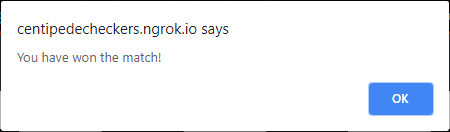 centipedecheckers.ngrok.io says
You have won the match!
OK